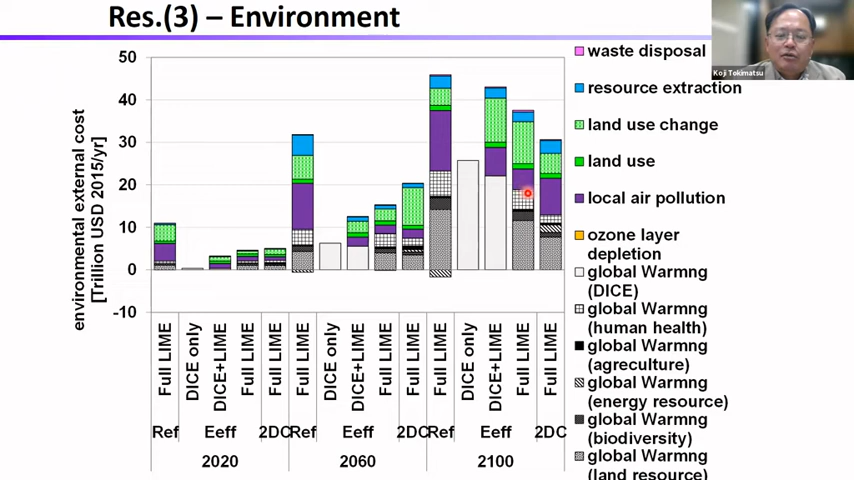 Res.(3) – Environment
Koji Tokimatsu
environmental external cost
[Trillion USD 2015/yr]
50
40
30
20
10
0
-10
Full LIME
DICE only
DICE+LIME
Full LIME
Full LIME
Full LIME
DICE only
DICE+LIME
Full LIME
Full LIME
Full LIME
DICE only
DICE+LIME
Full LIME
Full LIME
Ref
Eeff
2DC
Ref
Eeff
2DC
Ref
Eeff
2DC
2020
2060
2100
waste disposal
resource extraction
land use change
land use
local air pollution
ozone layer
depletion
global Warmng
(DICE)
global Warmng
(human health)
global Warmng
(agreculture)
global Warmng
(energy resource)
global Warmng
(biodiversity)
global Warmng
(land resource)